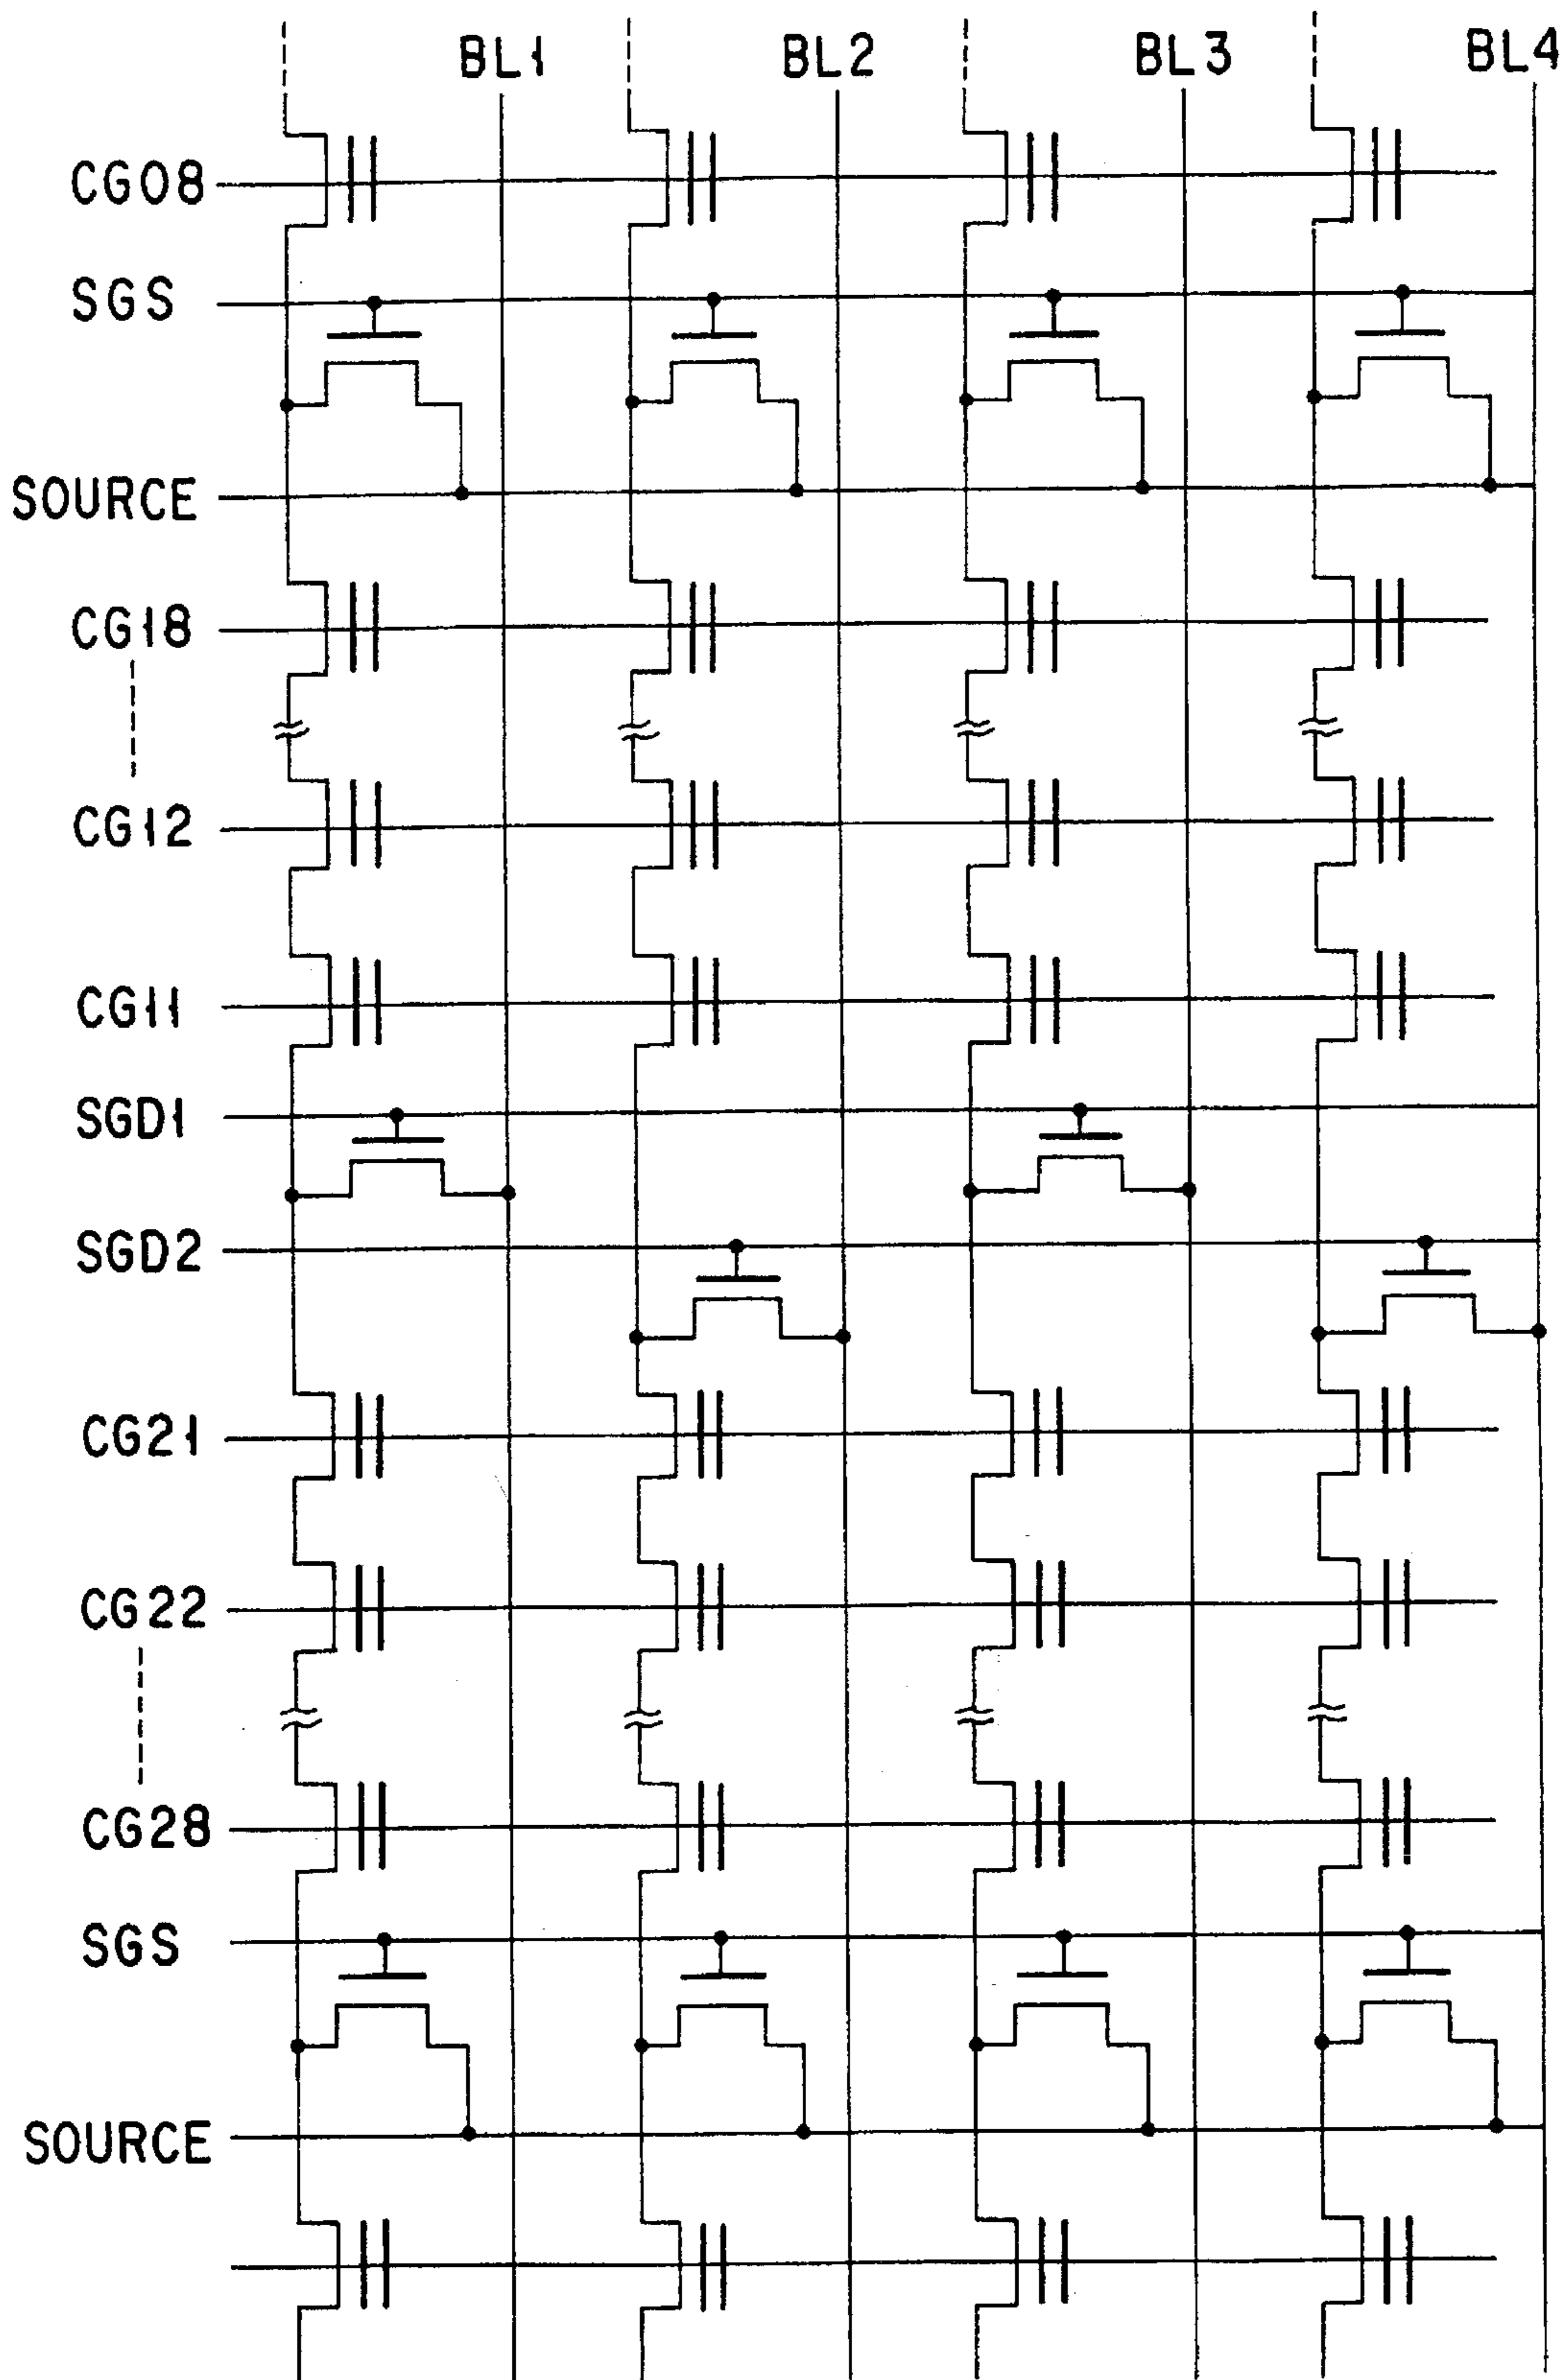 BL1 BL2 BL3 BL4
CG08
SGS
SOURCE
CG18
CG12
CG11
SGD1
SGD2
CG21
CG22
CG28
SGS
SOURCE